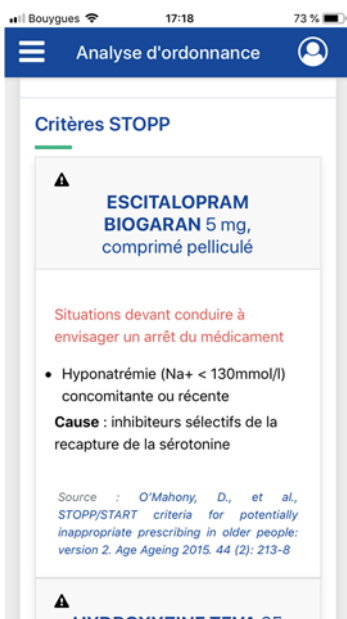 Bouygues 17:18 73 %
Analyse d'ordonnance
Critères STOPP
ESCITALOPRAM
BIOGARAN 5 mg,
comprimé pelliculé
Situations devant conduire à
envisager un arrêt du médicament
• Hyponatrémie (Na+ < 130mmol/l)
concomitante ou récente
Cause : inhibiteurs sélectifs de la
recapture de la sérotonine
Source : O'Mahony, D., et al.,
STOPP/START criteria for potentially
inappropriate prescribing in older people:
version 2. Age Ageing 2015. 44 (2): 213-8
HYDROXYZINE TEVA 25